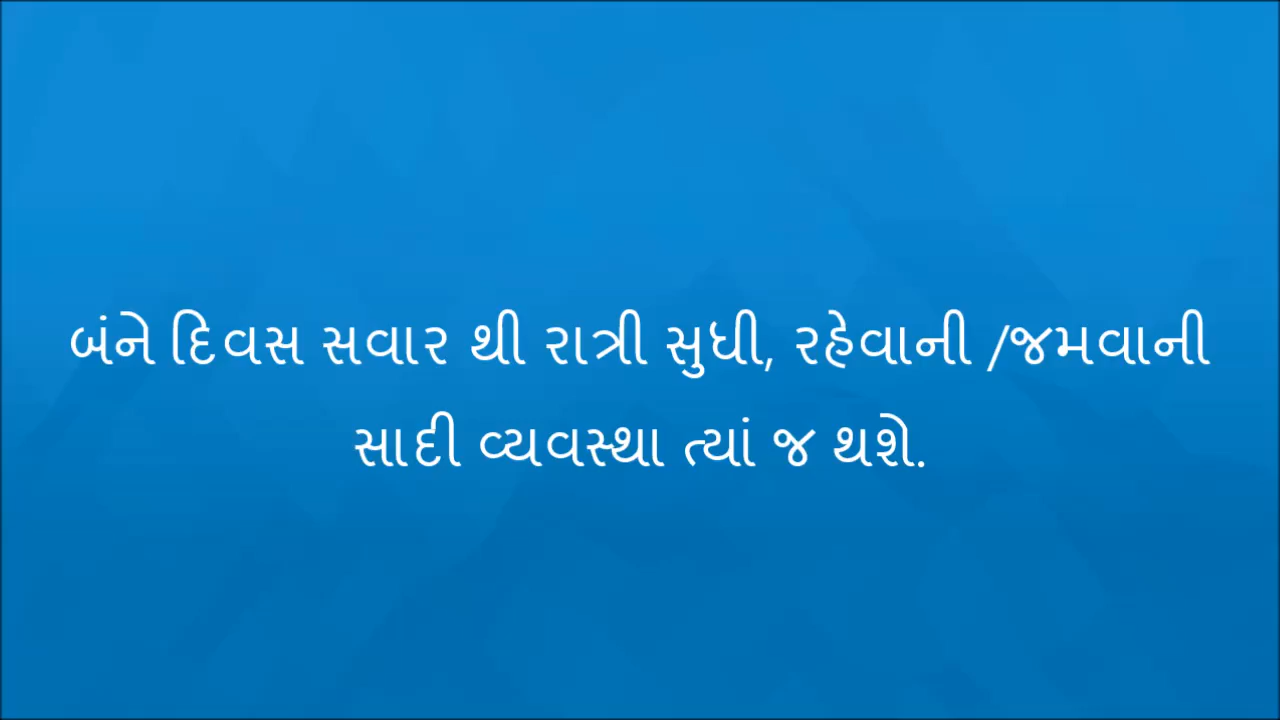 બંને દિવસ સવાર થી રાત્રી સુધી, રહેવાની /જમવાની
સાદી વ્યવસ્થા ત્યાં જ થશે.